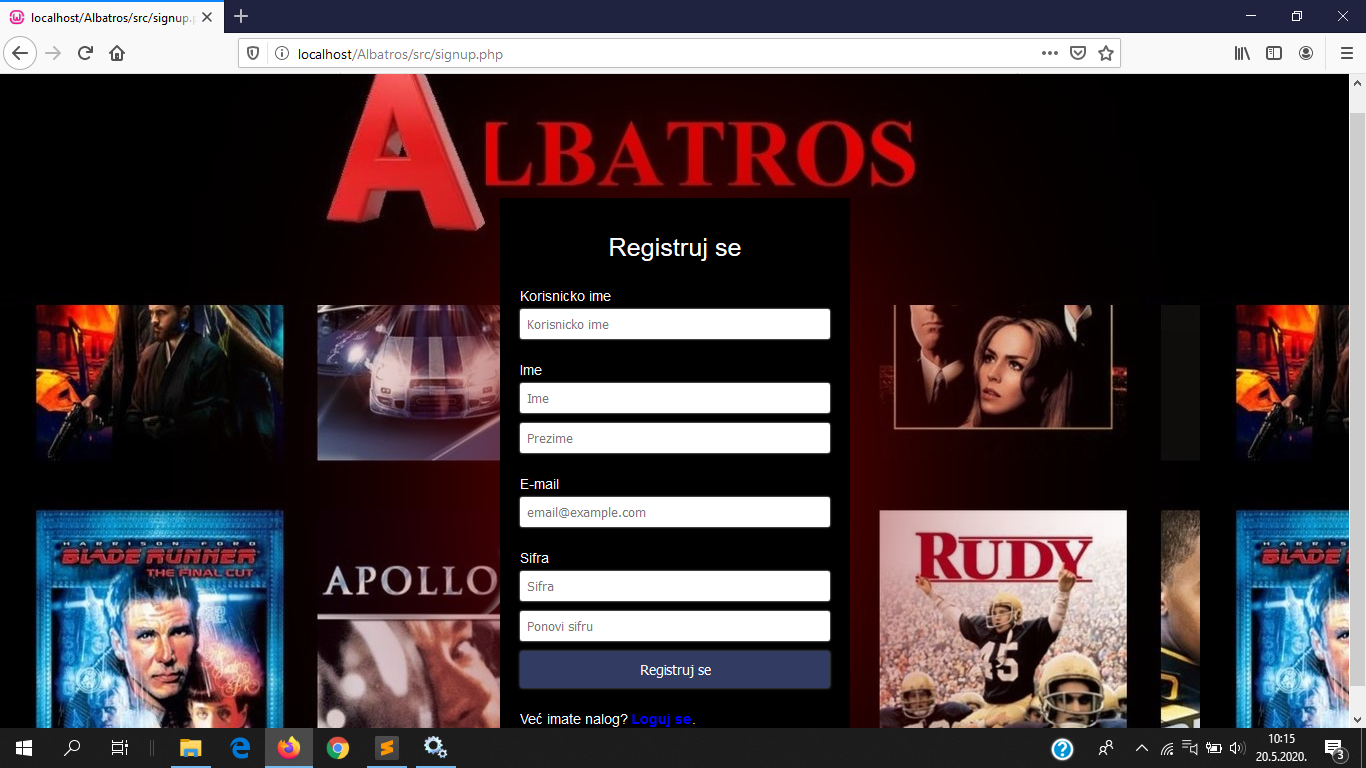 localhost/Albatros/src/signup.p
localhost/Albatros/src/signup.php
ALBATROS
Registruj se
Korisnicko ime
Korisnicko ime
Ime
Ime
Prezime
E-mail
email@example.com
Sifra
Sifra
Ponovi sifru
Registruj se
Već imate nalog? Loguj se.
HARRISON FORD
BLADE RUNNER
THE FINAL CUT
APOLLO
RUDY
45
HARRIS
BLADE
10:15
20.5.2020.
3